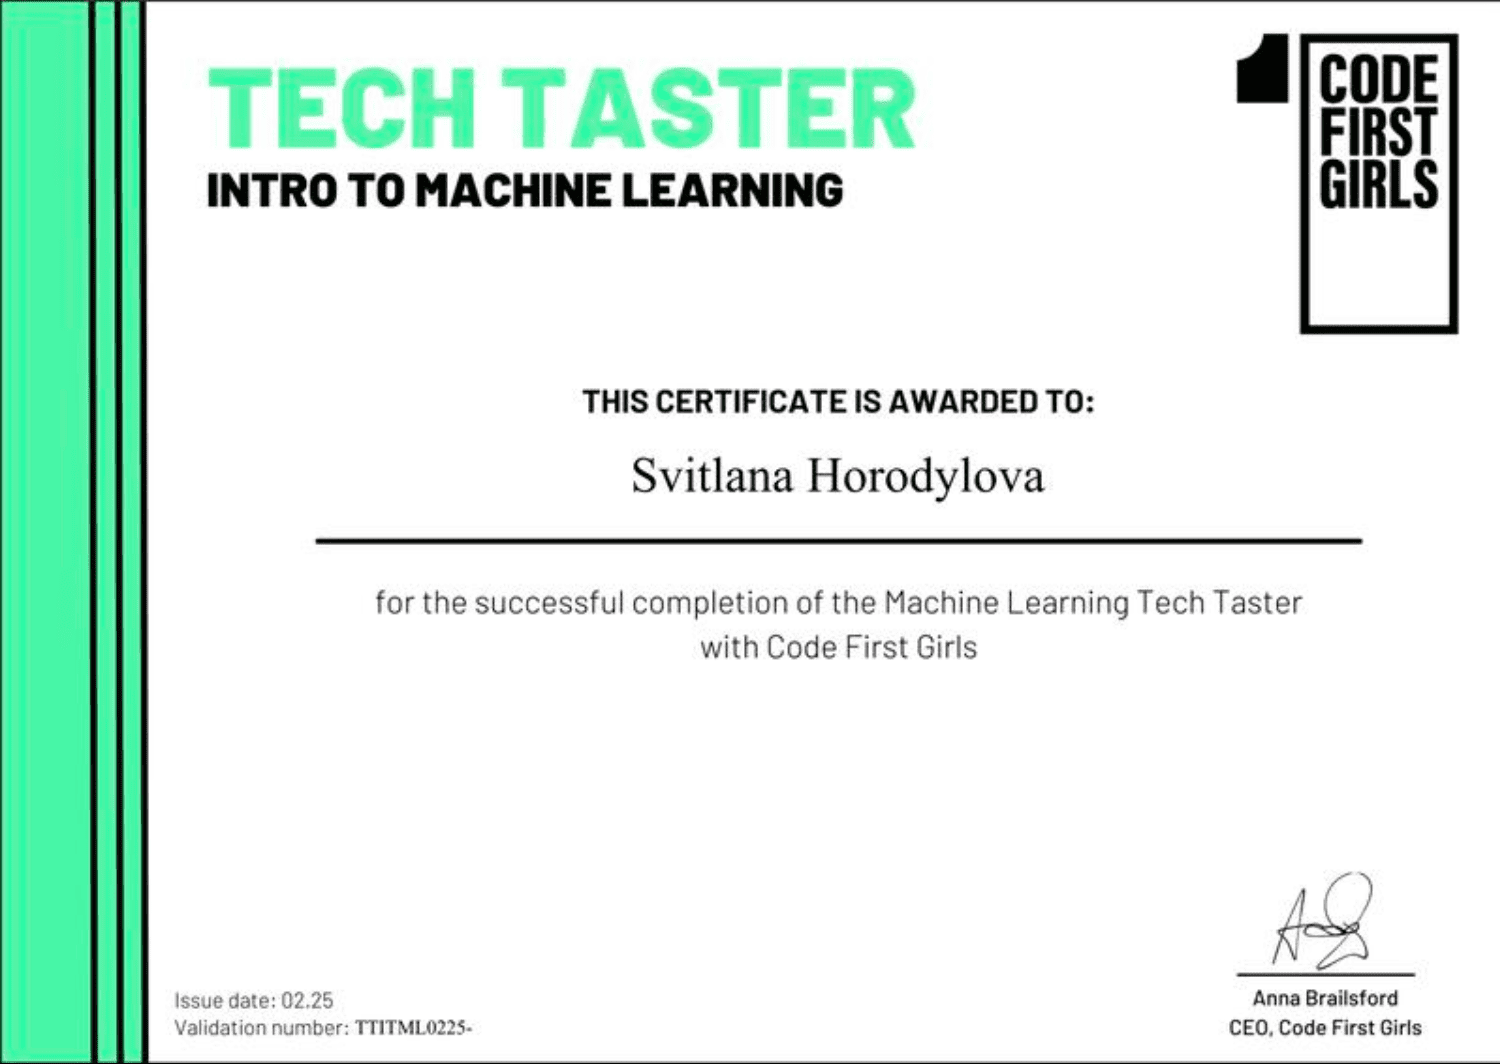 TECH TASTER
INTRO TO MACHINE LEARNING
CODE
FIRST
GIRLS
THIS CERTIFICATE IS AWARDED TO:
Svitlana Horodylova
for the successful completion of the Machine Learning Tech Taster
with Code First Girls
Issue date: 02.25
Validation number: TTITML0225-
Anna Brailsford
CEO, Code First Girls